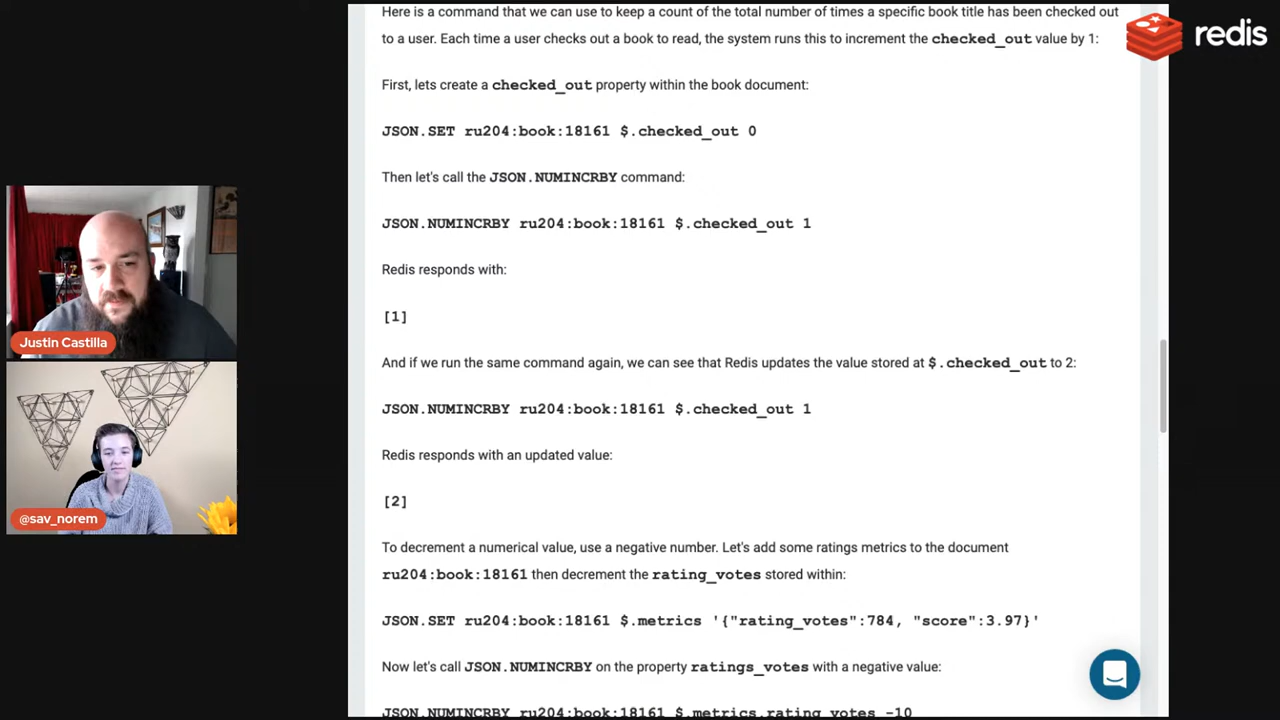 Here is a command that we can use to keep a count of the total number of times a specific book title has been checked out
to a user. Each time a user checks out a book to read, the system runs this to increment the checked_out value by 1:
redis
First, lets create a checked_out property within the book document:
JSON.SET ru204:book:18161 $.checked_out 0
Then let's call the JSON.NUMINCRBY command:
JSON.NUMINCRBY ru204:book:18161 $.checked_out 1
Redis responds with:
[1]
And if we run the same command again, we can see that Redis updates the value stored at $.checked_out to 2:
JSON.NUMINCRBY ru204:book:18161 $.checked_out 1
Redis responds with an updated value:
[2]
To decrement a numerical value, use a negative number. Let's add some ratings metrics to the document
ru204:book:18161 then decrement the rating_votes stored within:
JSON.SET ru204:book:18161 $.metrics '{"rating_votes":784, "score":3.97}'
Now let's call JSON.NUMINCRBY on the property ratings_votes with a negative value:
JSON.NUMINCRBY ru204:book:18161 $.metrics.rating_votes -10
Justin Castilla
@sav_norem